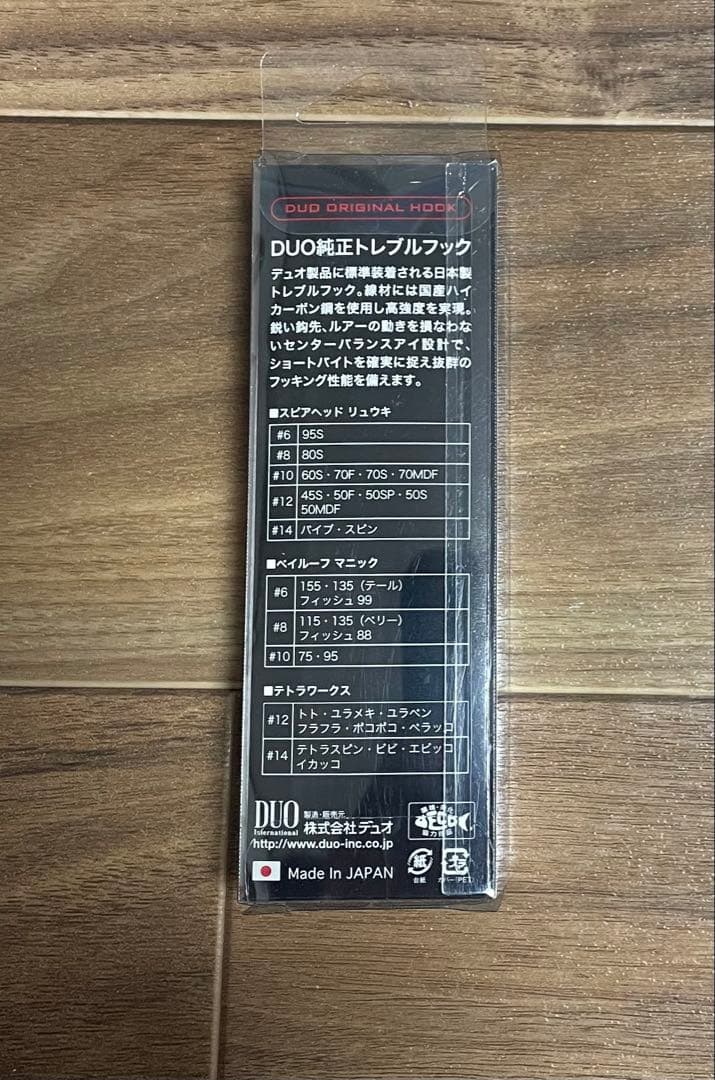 DUO ORIGINAL HOOK
DUO純正トレブルフック
デュオ製品に標準装着される日本製
トレブルフック。線材には国産ハイ
カーボン鋼を使用し高強度を実現。
鋭い鈎先、ルアーの動きを損なわな
いセンターバランスアイ設計で、
ショートバイトを確実に捉え抜群の
フッキング性能を備えます。
■スピアヘッド リュウキ
#6 95S
#8 80S
#10 60S・70F・70S・70MDF
#12 45S・50F・50SP・50S
50MDF
#14 バイブ・スピン
■ベイルーフ マニック
#6 155・135（テール）
フィッシュ 99
#8 115・135（ベリー）
フィッシュ 88
#10 75・95
■テトラワークス
#12 トト・ユラメキ・ユラペン
フラフラ・ポコポコ・ペラッコ
#14 テトラスピン・ビビ・エビッコ
イカッコ
DUO
International
製造・販売元
株式会社デュオ
http://www.duo-inc.co.jp
Made In JAPAN
紙
台紙
プラ
カバー(PET)